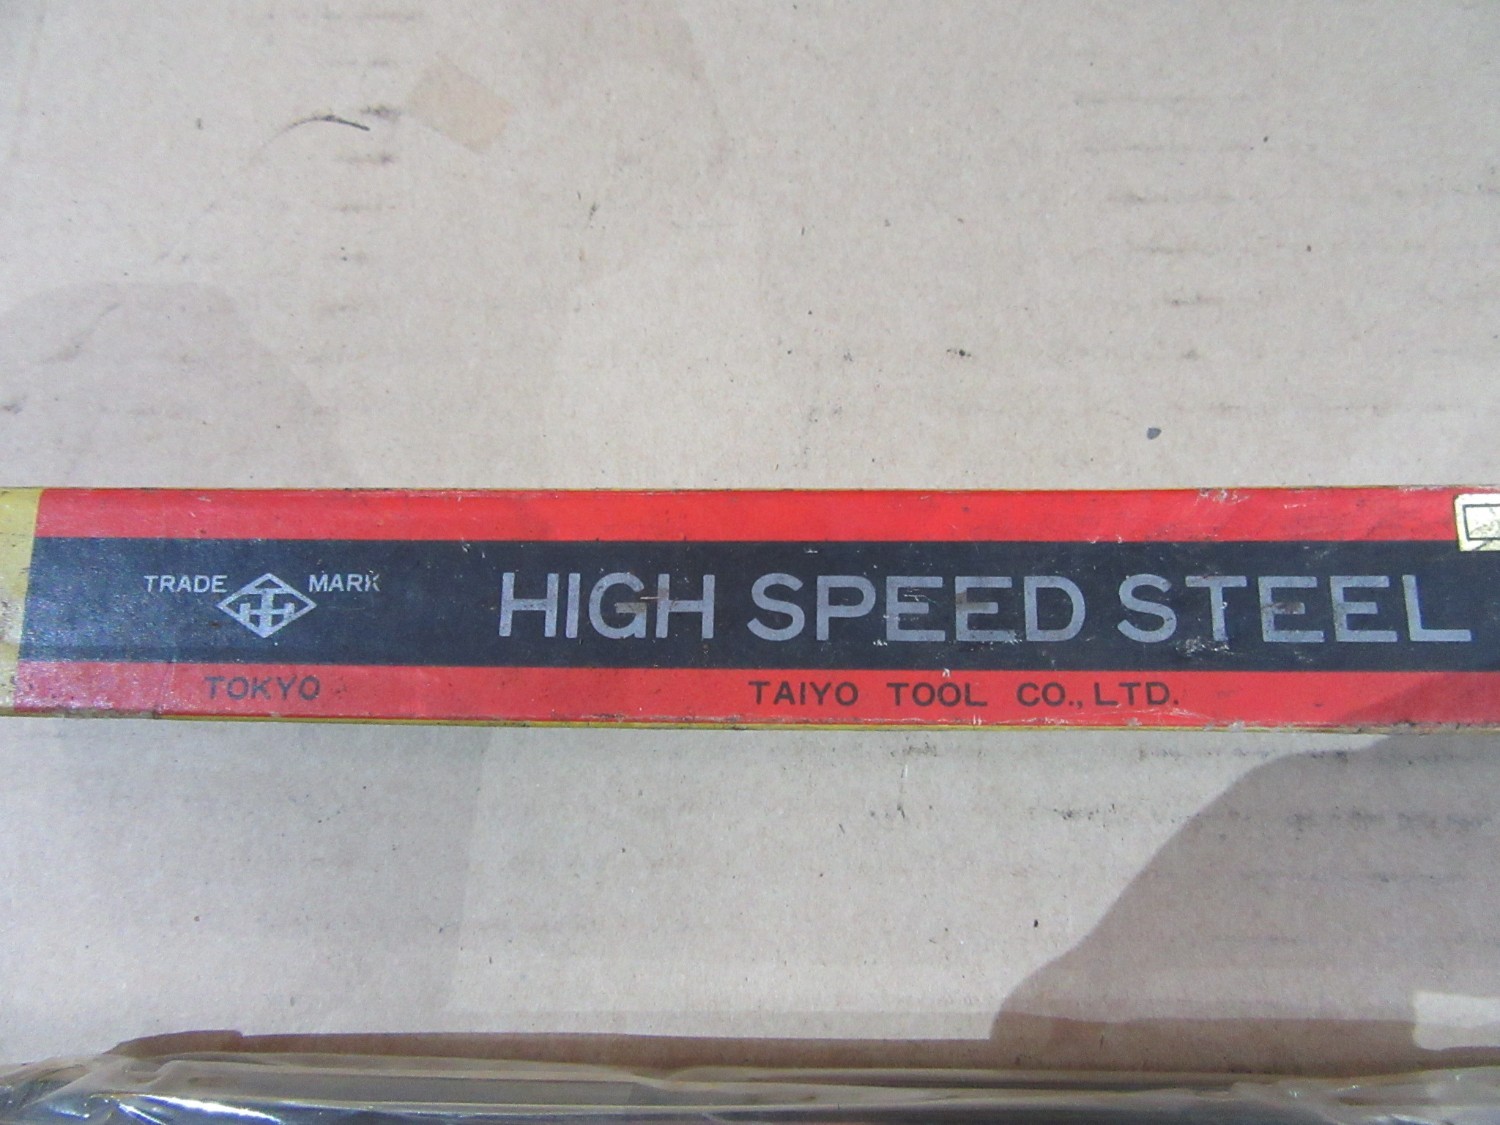 TRADE MARK
HIGH SPEED STEEL
TOKYO
TAIYO TOOL CO., LTD.